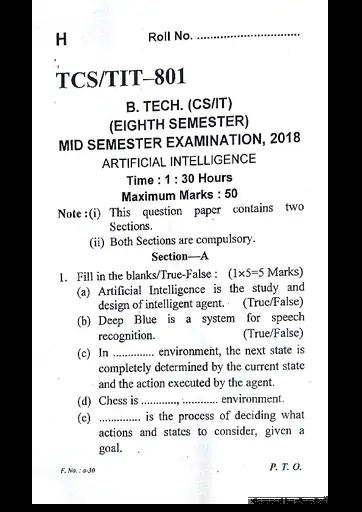 H
Roll No. ................................
TCS/TIT–801
B. TECH. (CS/IT)
(EIGHTH SEMESTER)
MID SEMESTER EXAMINATION, 2018
ARTIFICIAL INTELLIGENCE
Time : 1 : 30 Hours
Maximum Marks : 50
Note :(i) This question paper contains two
Sections.
(ii) Both Sections are compulsory.
Section—A
1. Fill in the blanks/True-False : (1×5=5 Marks)
(a) Artificial Intelligence is the study and
design of intelligent agent. (True/False)
(b) Deep Blue is a system for speech
recognition. (True/False)
(c) In .............. environment, the next state is
completely determined by the current state
and the action executed by the agent.
(d) Chess is ............, ............ environment.
(e) .............. is the process of deciding what
actions and states to consider, given a
goal.
F. No. : a-30
P. T. O.